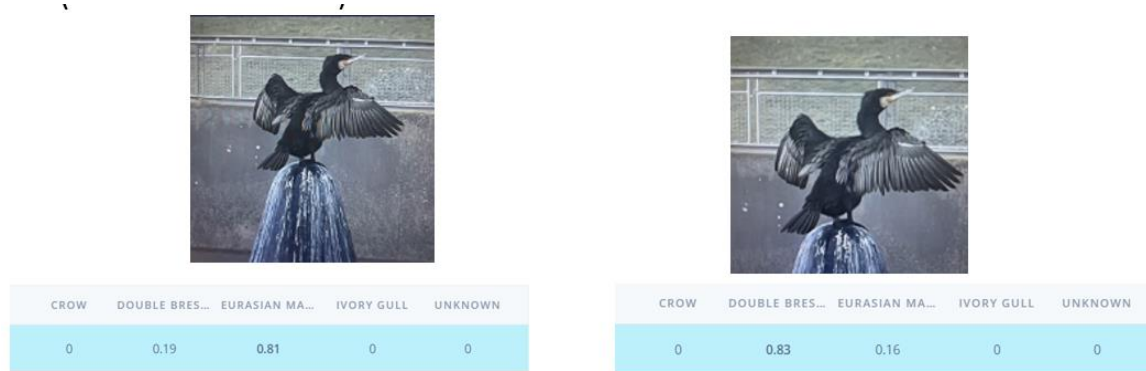 CROW DOUBLE BRES... EURASIAN MA... IVORY GULL UNKNOWN
0 0.19 0.81 0 0
CROW DOUBLE BRES... EURASIAN MA... IVORY GULL UNKNOWN
0 0.83 0.16 0 0